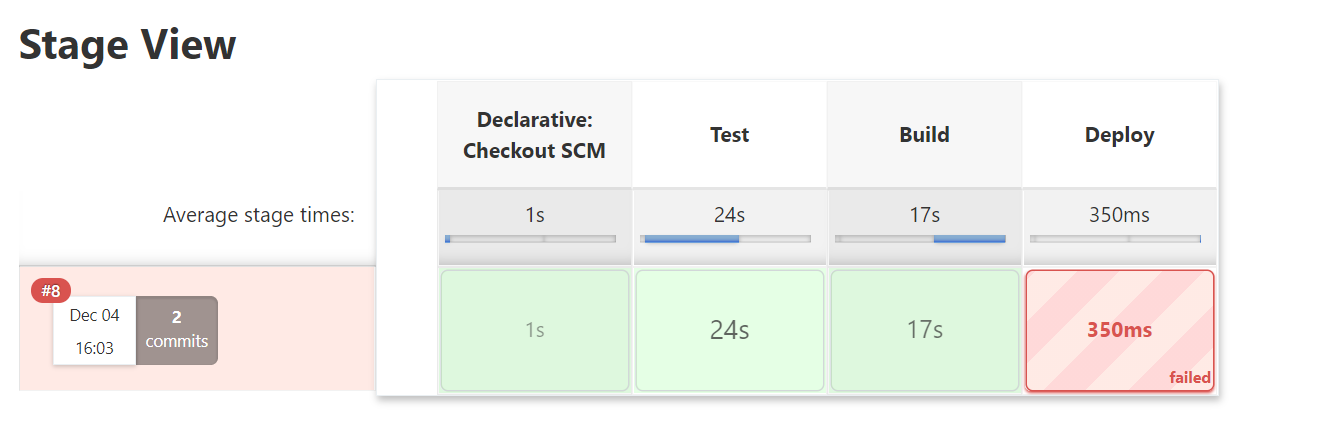 Stage View
Declarative:
Checkout SCM
Test
Build
Deploy
Average stage times:
1s
24s
17s
350ms
#8
Dec 04
16:03
2
commits
1s
24s
17s
350ms
failed